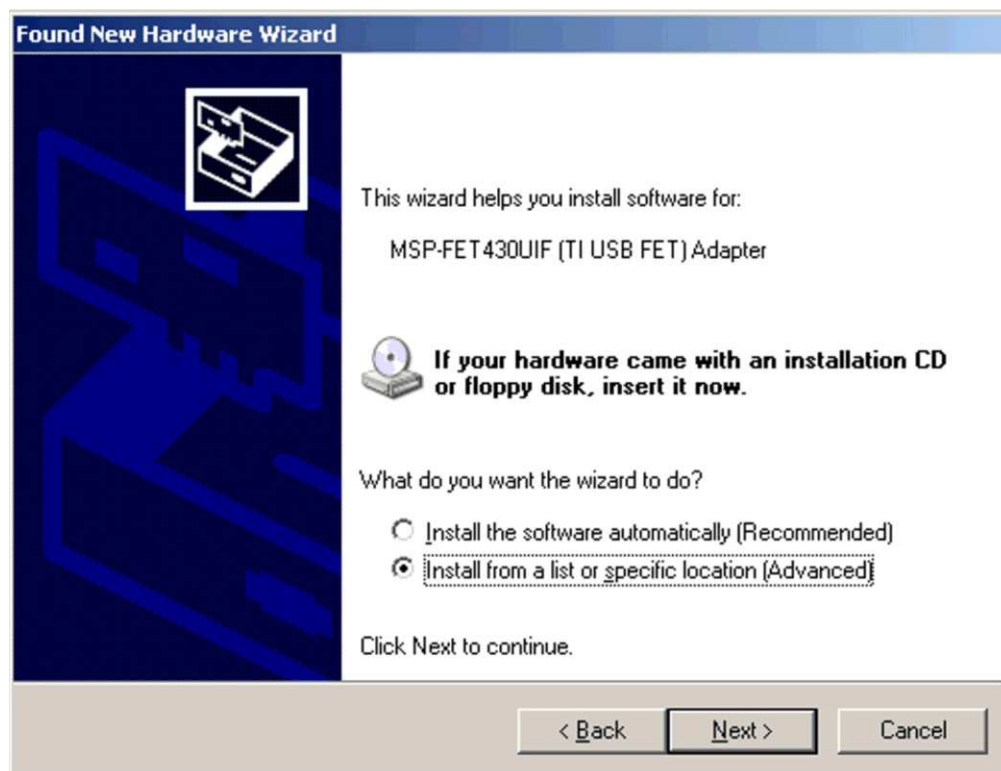 Found New Hardware Wizard
This wizard helps you install software for:
MSP-FET430UIF (TI USB FET) Adapter
If your hardware came with an installation CD
or floppy disk, insert it now.
What do you want the wizard to do?
Install the software automatically (Recommended)
Install from a list or specific location (Advanced)
Click Next to continue.
< Back Next > Cancel